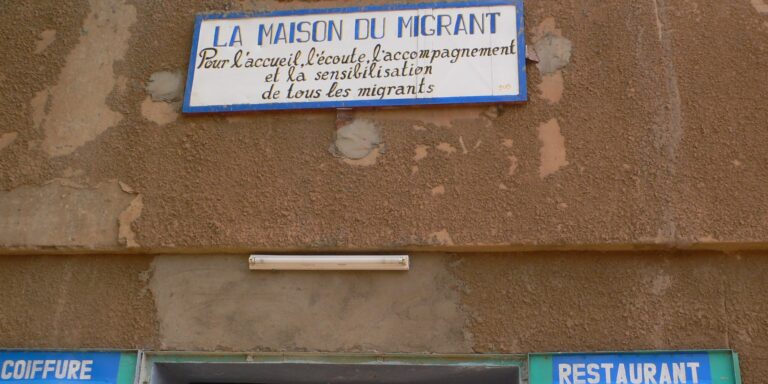 LA MAISON DU MIGRANT
Pour l'accueil, l'écoute, l'accompagnement
et la sensibilisation
de tous les migrants
COIFFURE
RESTAURANT